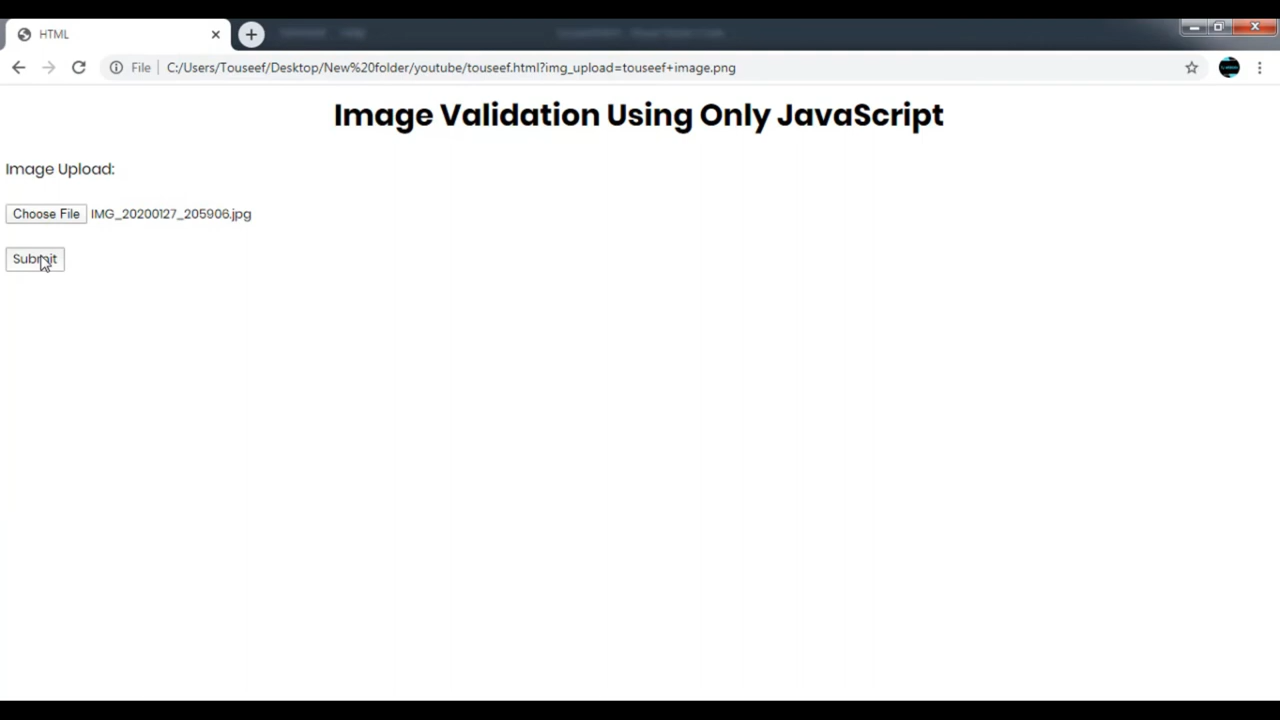 HTML
File
C:/Users/Touseef/Desktop/New%20folder/youtube/touseef.html?img_upload=touseef+image.png
Image Validation Using Only JavaScript
Image Upload:
Choose File IMG_20200127_205906.jpg
Submit